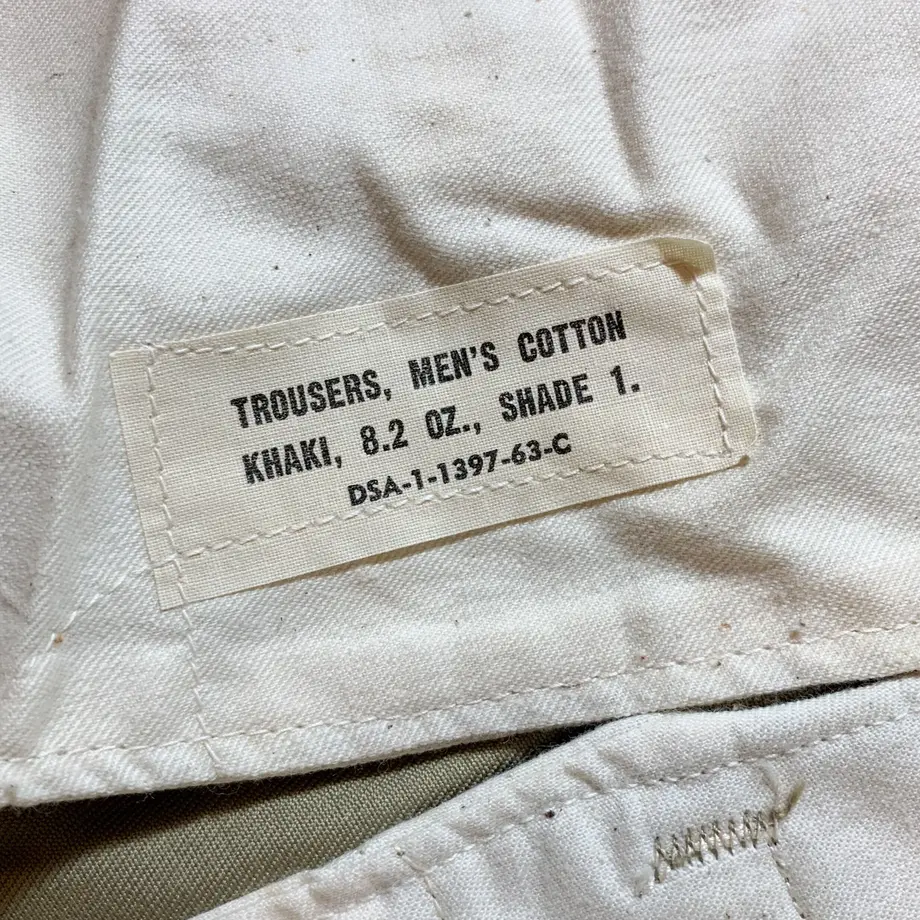 TROUSERS, MEN'S COTTON
KHAKI, 8.2 OZ., SHADE 1.
DSA-1-1397-63-C